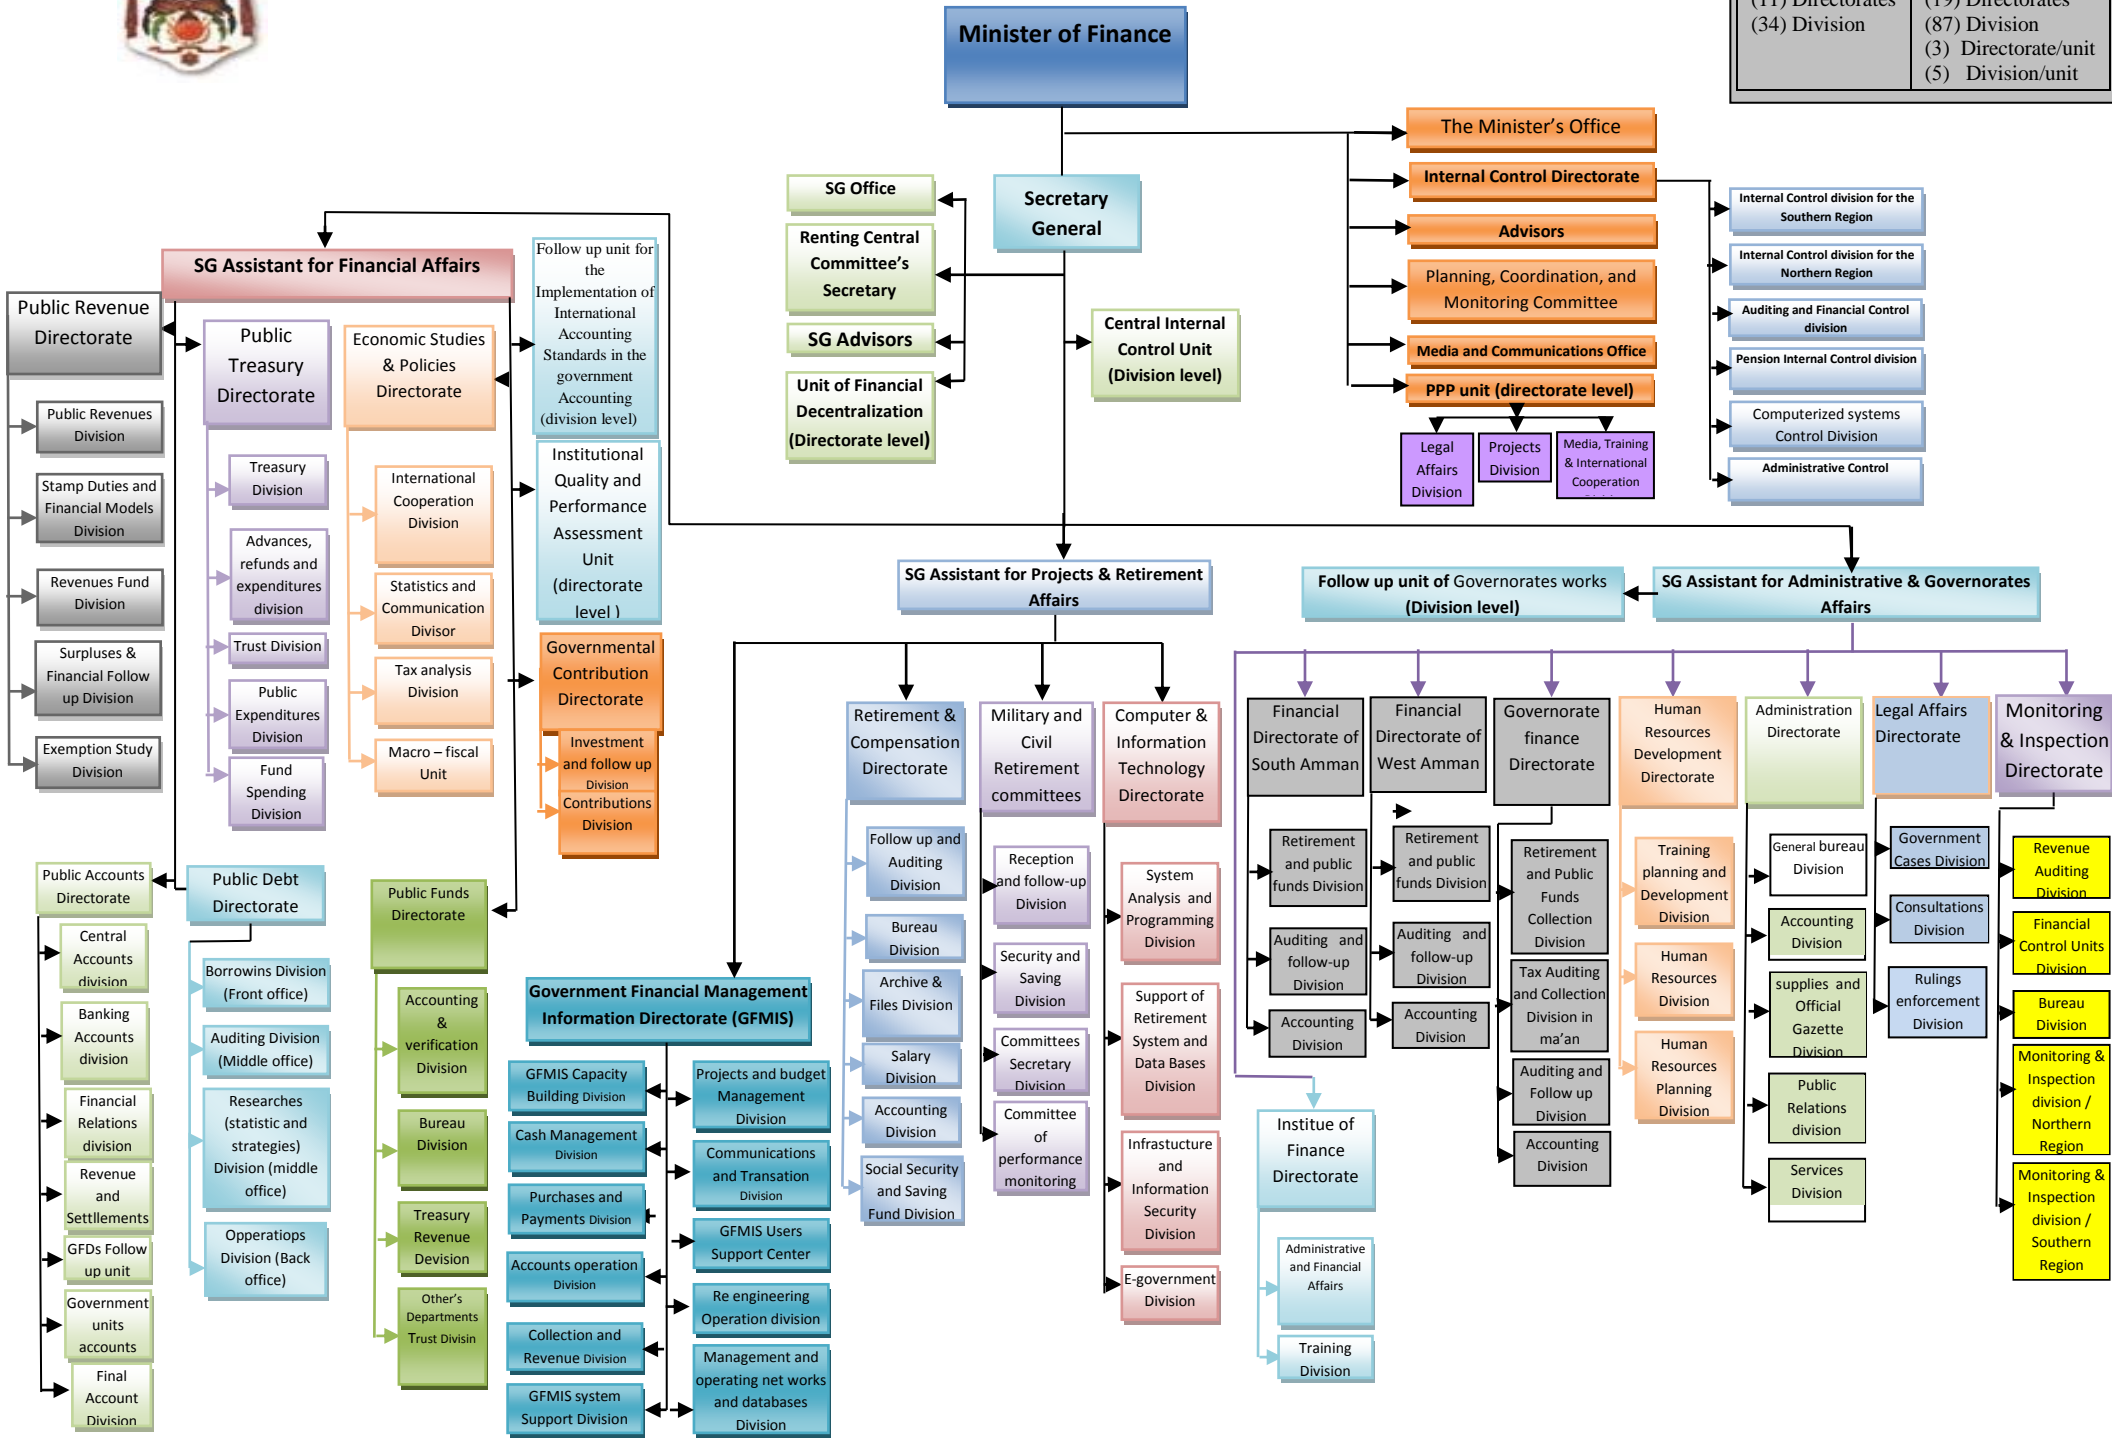 (11) Directorates
(34) Division
(19) Directorates
(87) Division
(3) Directorate/unit
(5) Division/unit
Minister of Finance
The Minister’s Office
Internal Control Directorate
Advisors
Planning, Coordination, and
Monitoring Committee
Media and Communications Office
PPP unit (directorate level)
Legal
Affairs
Division
Projects
Division
Media, Training
& International
Cooperation
Internal Control division for the
Southern Region
Internal Control division for the
Northern Region
Auditing and Financial Control
division
Pension Internal Control division
Computerized systems
Control Division
Administrative Control
Secretary
General
SG Office
Renting Central
Committee’s
Secretary
SG Advisors
Unit of Financial
Decentralization
(Directorate level)
Central Internal
Control Unit
(Division level)
SG Assistant for Financial Affairs
Public Revenue
Directorate
Public Revenues
Division
Stamp Duties and
Financial Models
Division
Revenues Fund
Division
Surpluses &
Financial Follow
up Division
Exemption Study
Division
Public
Treasury
Directorate
Treasury
Division
Advances,
refunds and
expenditures
division
Trust Division
Public
Expenditures
Division
Fund
Spending
Division
Economic Studies
& Policies
Directorate
International
Cooperation
Division
Statistics and
Communication
Divisor
Tax analysis
Division
Macro – fiscal
Unit
Follow up unit for
the
Implementation of
International
Accounting
Standards in the
government
Accounting
(division level)
Institutional
Quality and
Performance
Assessment
Unit
(directorate
level )
Governmental
Contribution
Directorate
Investment
and follow up
Division
Contributions
Division
Public Accounts
Directorate
Central
Accounts
division
Banking
Accounts
division
Financial
Relations
division
Revenue
and
Settllements
GFDs Follow
up unit
Government
units
accounts
Final
Account
Division
Public Debt
Directorate
Borrowins Division
(Front office)
Auditing Division
(Middle office)
Researches
(statistic and
strategies)
Division (middle
office)
Opperatiops
Division (Back
office)
Public Funds
Directorate
Accounting
&
verification
Division
Bureau
Division
Treasury
Revenue
Devision
Other’s
Departments
Trust Divisin
SG Assistant for Projects & Retirement
Affairs
Government Financial Management
Information Directorate (GFMIS)
GFMIS Capacity
Building Division
Cash Management
Division
Purchases and
Payments Division
Accounts operation
Division
Collection and
Revenue Division
GFMIS system
Support Division
Projects and budget
Management
Division
Communications
and Transation
Division
GFMIS Users
Support Center
Re engineering
Operation division
Management and
operating net works
and databases
Division
Retirement &
Compensation
Directorate
Follow up and
Auditing
Division
Bureau
Division
Archive &
Files Division
Salary
Division
Accounting
Division
Social Security
and Saving
Fund Division
Military and
Civil
Retirement
committees
Reception
and follow-up
Division
Security and
Saving
Division
Committees
Secretary
Division
Committee
of
performance
monitoring
Computer &
Information
Technology
Directorate
System
Analysis and
Programming
Division
Support of
Retirement
System and
Data Bases
Division
Infrastucture
and
Information
Security
Division
E-government
Division
Follow up unit of Governorates works
(Division level)
SG Assistant for Administrative & Governorates
Affairs
Financial
Directorate of
South Amman
Retirement
and public
funds Division
Auditing and
follow-up
Division
Accounting
Division
Financial
Directorate of
West Amman
Retirement
and public
funds Division
Auditing and
follow-up
Division
Accounting
Division
Governorate
finance
Directorate
Retirement
and Public
Funds
Collection
Division
Tax Auditing
and Collection
Division in
ma’an
Auditing and
Follow up
Division
Accounting
Division
Human
Resources
Development
Directorate
Training
planning and
Development
Division
Human
Resources
Division
Human
Resources
Planning
Division
Administration
Directorate
General bureau
Division
Accounting
Division
supplies and
Official
Gazette
Division
Public
Relations
division
Services
Division
Legal Affairs
Directorate
Government
Cases Division
Consultations
Division
Rulings
enforcement
Division
Monitoring
& Inspection
Directorate
Revenue
Auditing
Division
Financial
Control Units
Division
Bureau
Division
Monitoring &
Inspection
division /
Northern
Region
Monitoring &
Inspection
division /
Southern
Region
Institue of
Finance
Directorate
Administrative
and Financial
Affairs
Training
Division